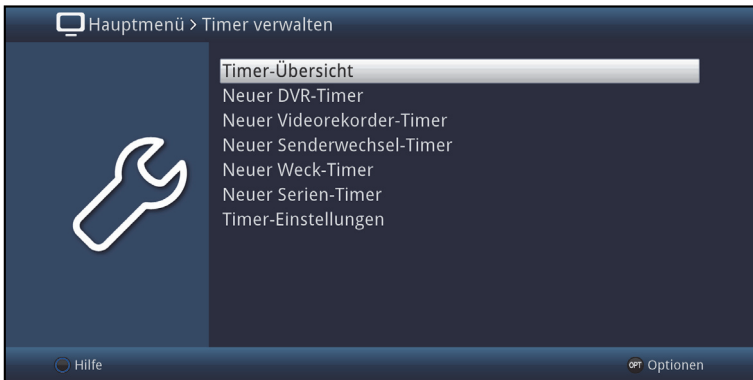 Hauptmenü > Timer verwalten
Timer-Übersicht
Neuer DVR-Timer
Neuer Videorekorder-Timer
Neuer Senderwechsel-Timer
Neuer Weck-Timer
Neuer Serien-Timer
Timer-Einstellungen
Hilfe
OPT Optionen